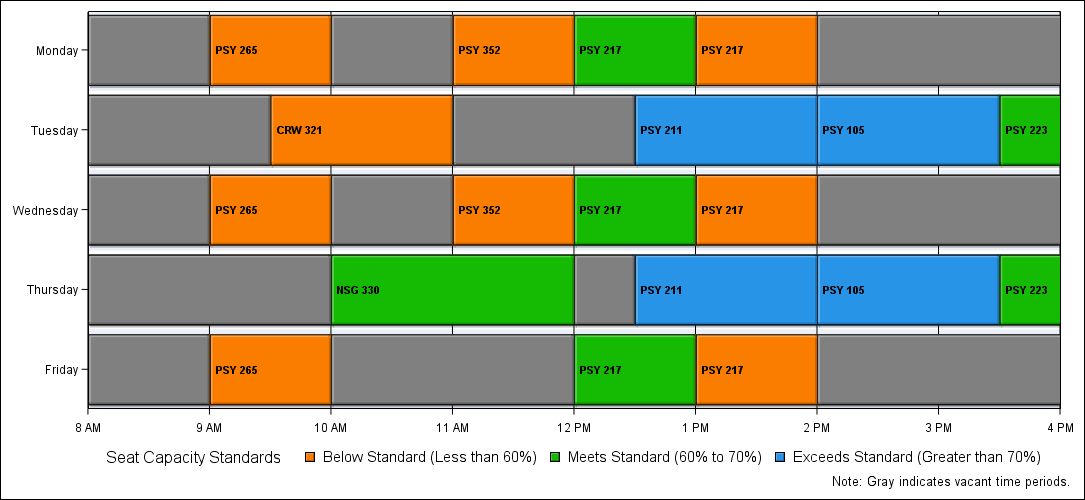 Monday PSY 265 PSY 352 PSY 217 PSY 217
Tuesday CRW 321 PSY 211 PSY 105 PSY 223
Wednesday PSY 265 PSY 352 PSY 217 PSY 217
Thursday NSG 330 PSY 211 PSY 105 PSY 223
Friday PSY 265 PSY 217 PSY 217
8 AM 9 AM 10 AM 11 AM 12 PM 1 PM 2 PM 3 PM 4 PM
Seat Capacity Standards Below Standard (Less than 60%) Meets Standard (60% to 70%) Exceeds Standard (Greater than 70%)
Note: Gray indicates vacant time periods.